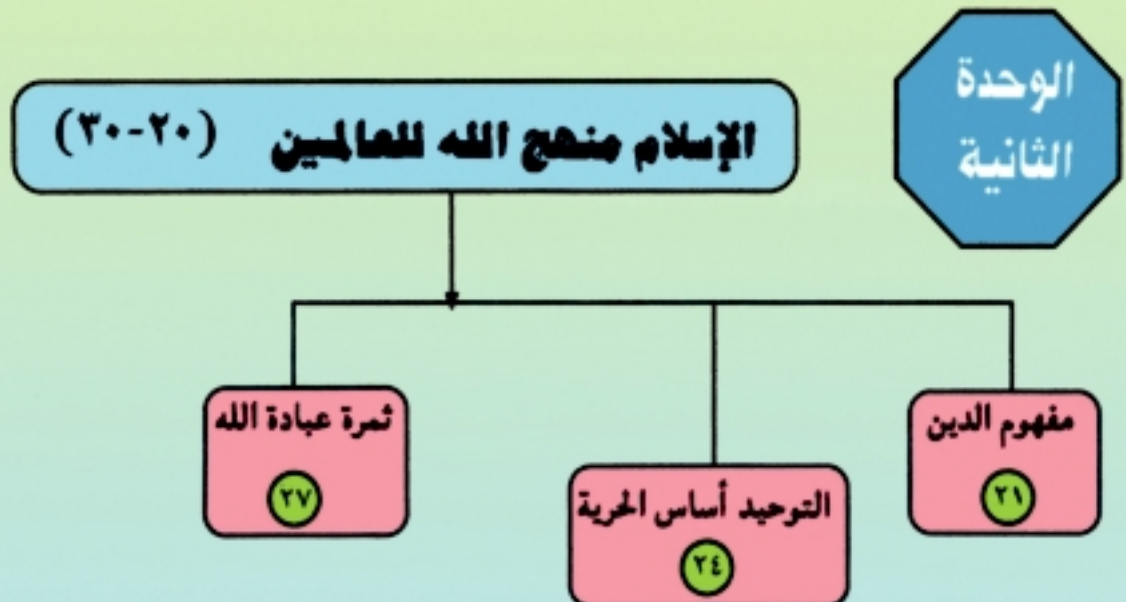 الوحدة
الثانية
الإسلام منهج الله للعالمين (٢٠-٣٠)
مفهوم الدين
٢١
التوحيد أساس الحرية
٢٤
ثمرة عبادة الله
٢٧